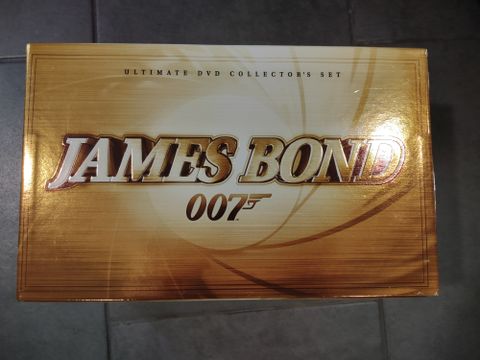 ULTIMATE DVD COLLECTOR'S SET
JAMES BOND
007